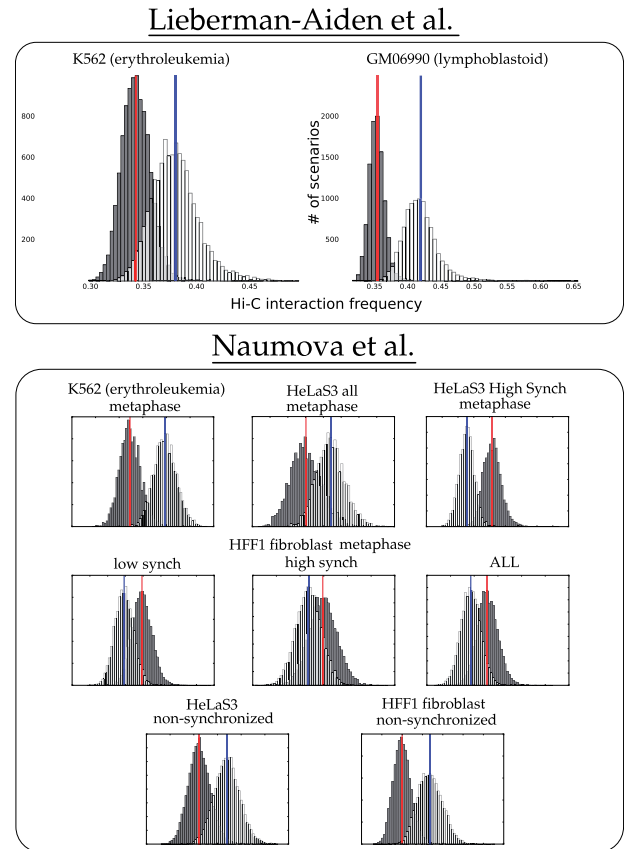 Lieberman-Aiden et al.
K562 (erythroleukemia)
GM06990 (lymphoblastoid)
800
600
400
200
0.30 0.35 0.40 0.45
# of scenarios
2000
1500
1000
500
0.35 0.40 0.45 0.50 0.55 0.60 0.65
Hi-C interaction frequency
Naumova et al.
K562 (erythroleukemia)
metaphase
HeLaS3 all
metaphase
HeLaS3 High Synch
metaphase
HFF1 fibroblast metaphase
low synch
high synch
ALL
HeLaS3
non-synchronized
HFF1 fibroblast
non-synchronized